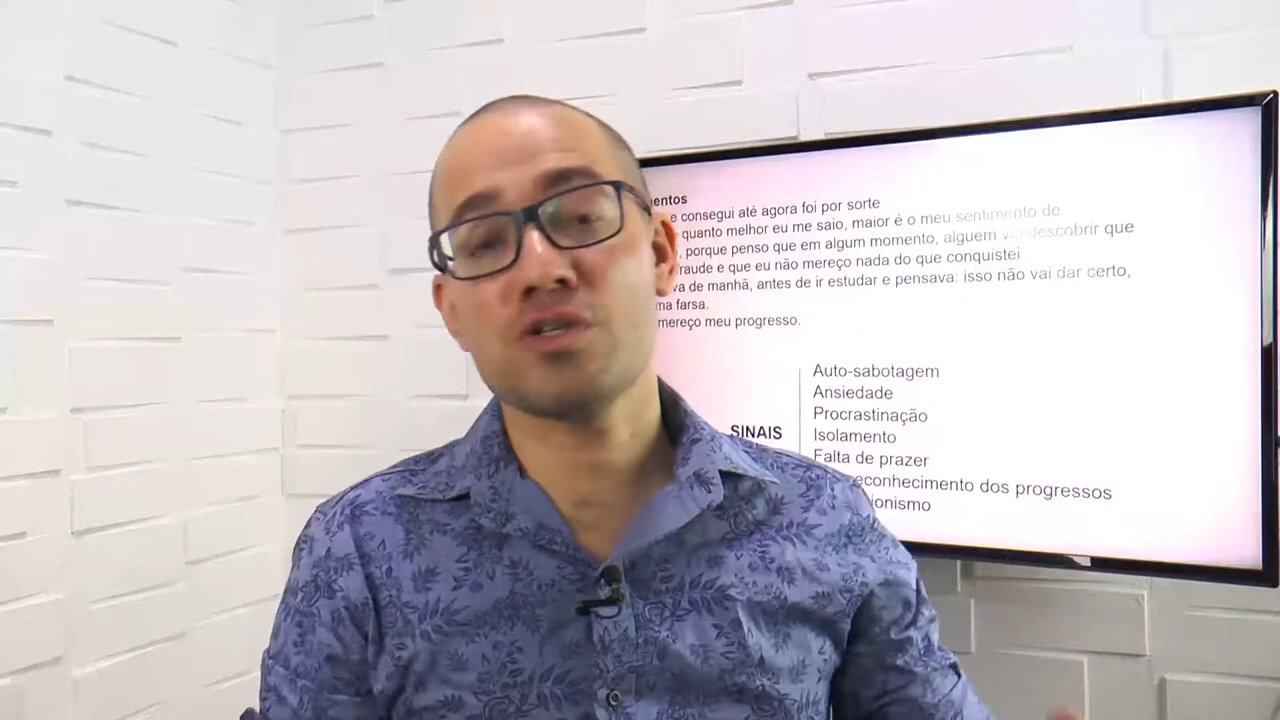 entos
e consegui até agora foi por sorte
quanto melhor eu me saio, maior é o meu sentimento de
, porque penso que em algum momento, alguém vai descobrir que
fraude e que eu não mereço nada do que conquistei
va de manhã, antes de ir estudar e pensava: isso não vai dar certo,
ma farsa.
mereço meu progresso.
SINAIS
Auto-sabotagem
Ansiedade
Procrastinação
Isolamento
Falta de prazer
econhecimento dos progressos
ionismo